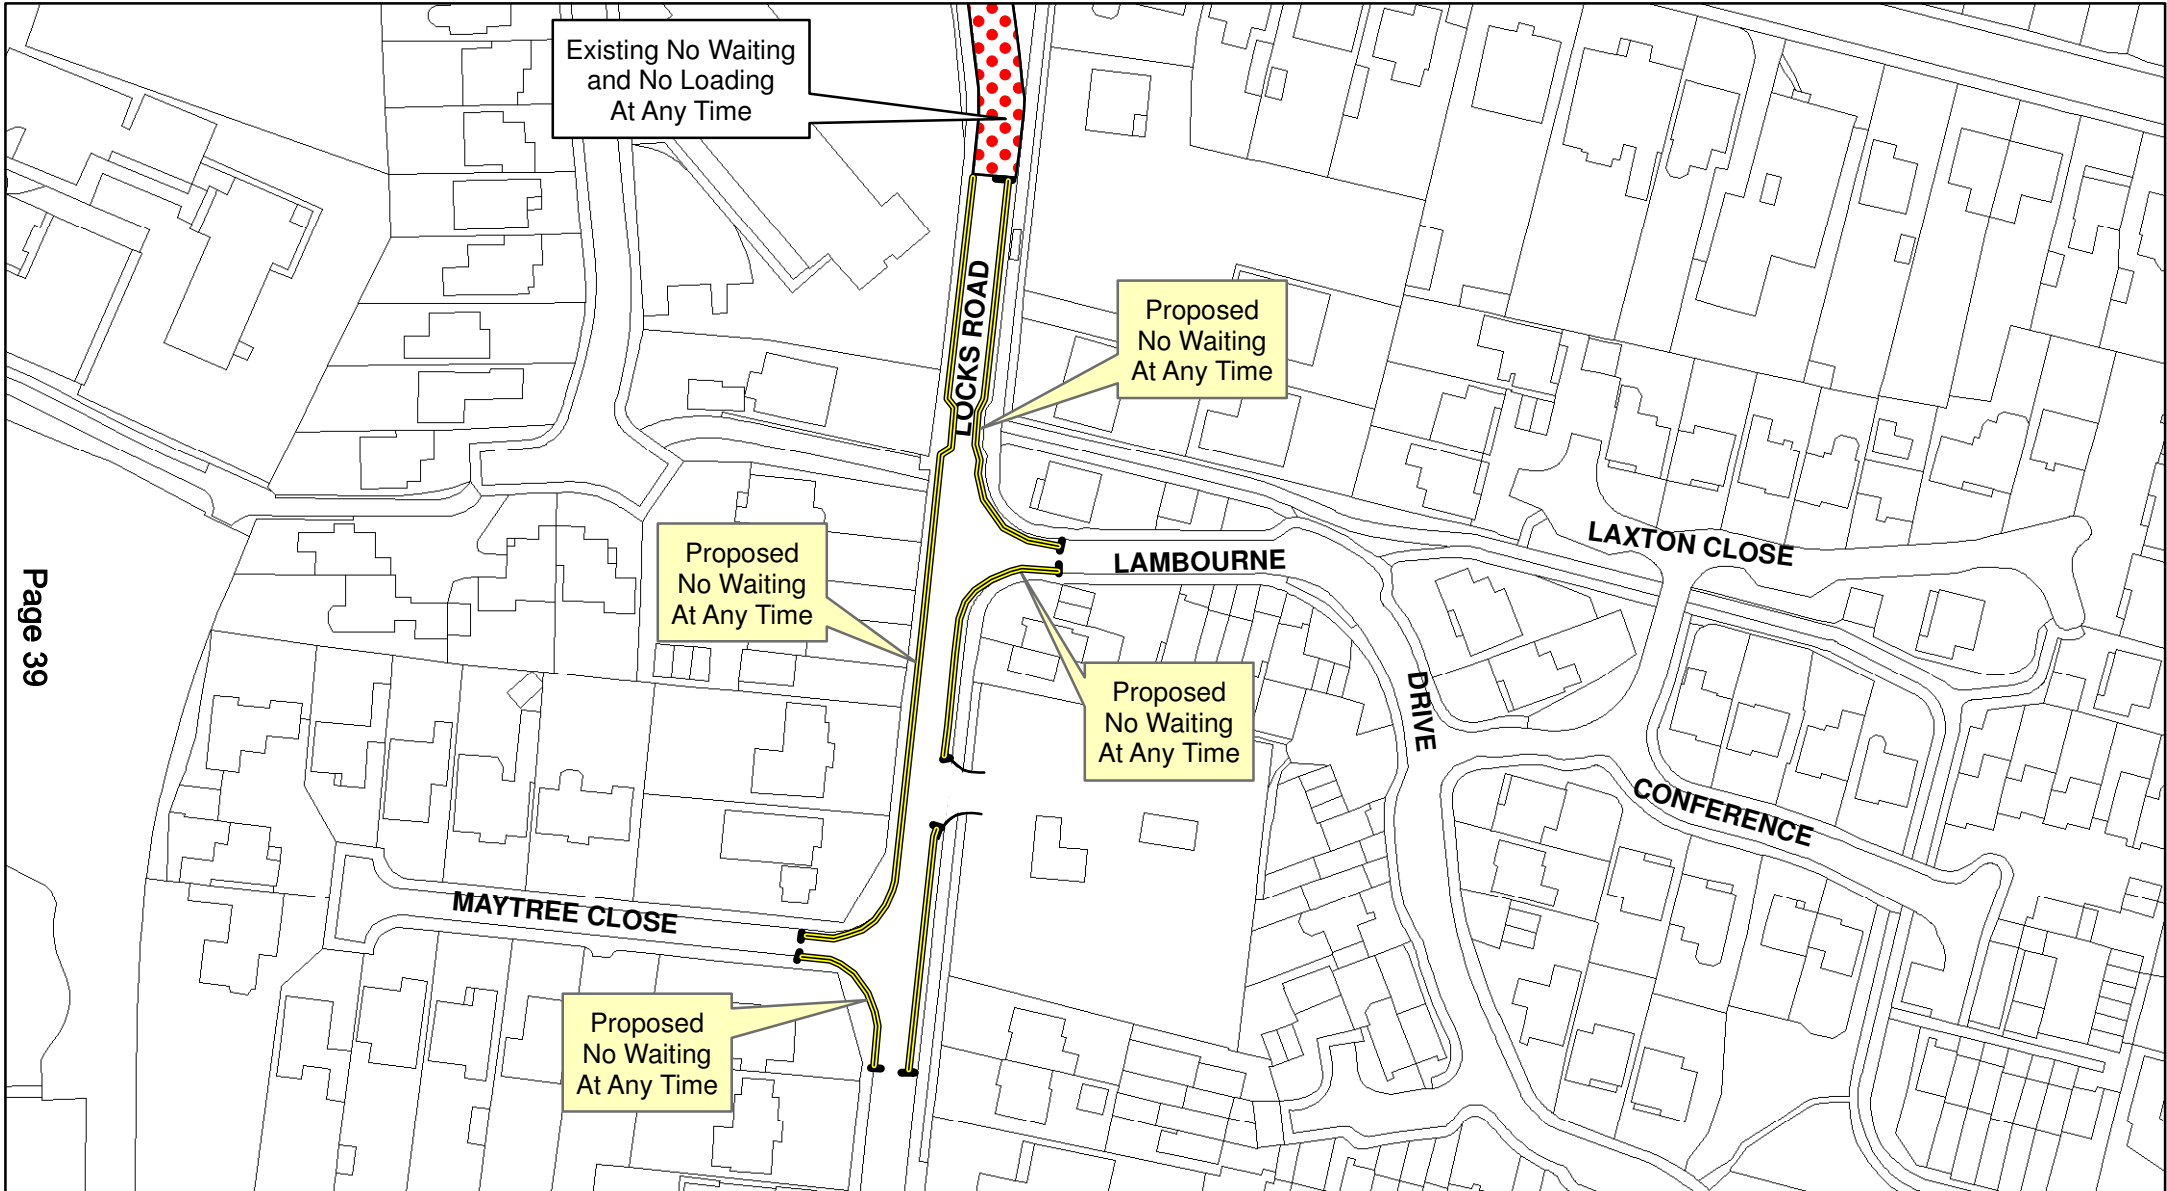 Existing No Waiting
and No Loading
At Any Time
LOCKS ROAD
Proposed
No Waiting
At Any Time
Proposed
No Waiting
At Any Time
LAMBOURNE
LAXTON CLOSE
Page 39
Proposed
No Waiting
At Any Time
DRIVE
CONFERENCE
MAYTREE CLOSE
Proposed
No Waiting
At Any Time